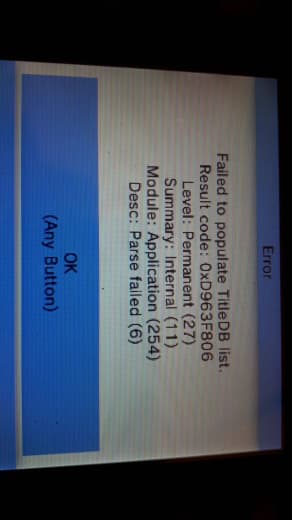 Error
Failed to populate TitleDB list.
Result code: 0xD963F806
Level: Permanent (27)
Summary: Internal (11)
Module: Application (254)
Desc: Parse failed (6)
OK
(Any Button)